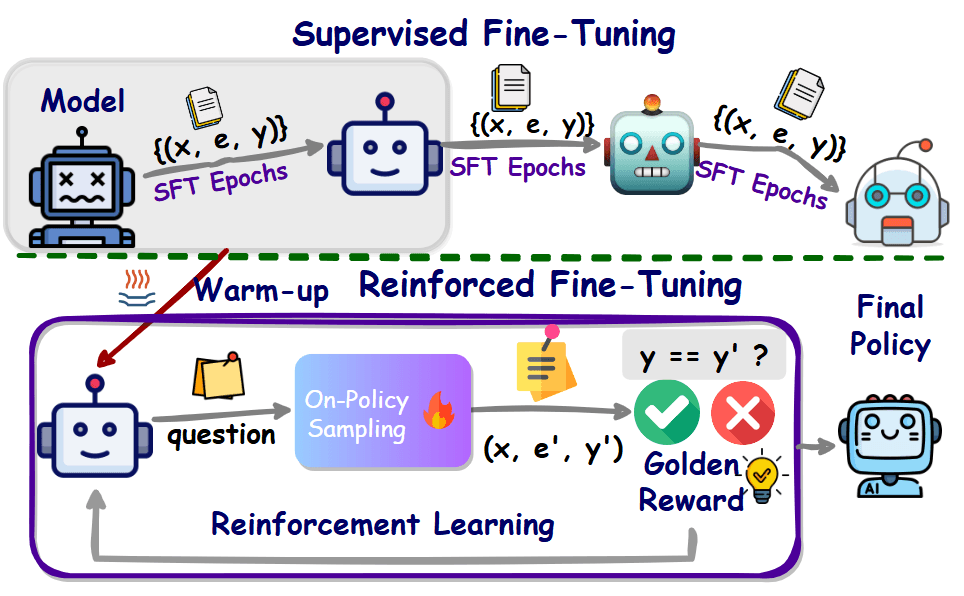 Supervised Fine-Tuning
Model
{(x, e, y)}
SFT Epochs
{(x, e, y)}
SFT Epochs
{(x, e, y)}
SFT Epochs
Warm-up
Reinforced Fine-Tuning
Final
Policy
question
On-Policy
Sampling
(x, e', y')
y == y' ?
Golden
Reward
Reinforcement Learning
AI